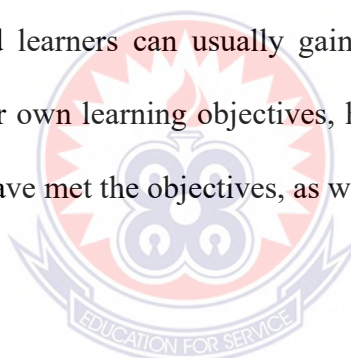 d learners can usually gain
r own learning objectives, h
ave met the objectives, as w
EDUCATION FOR SERVICE